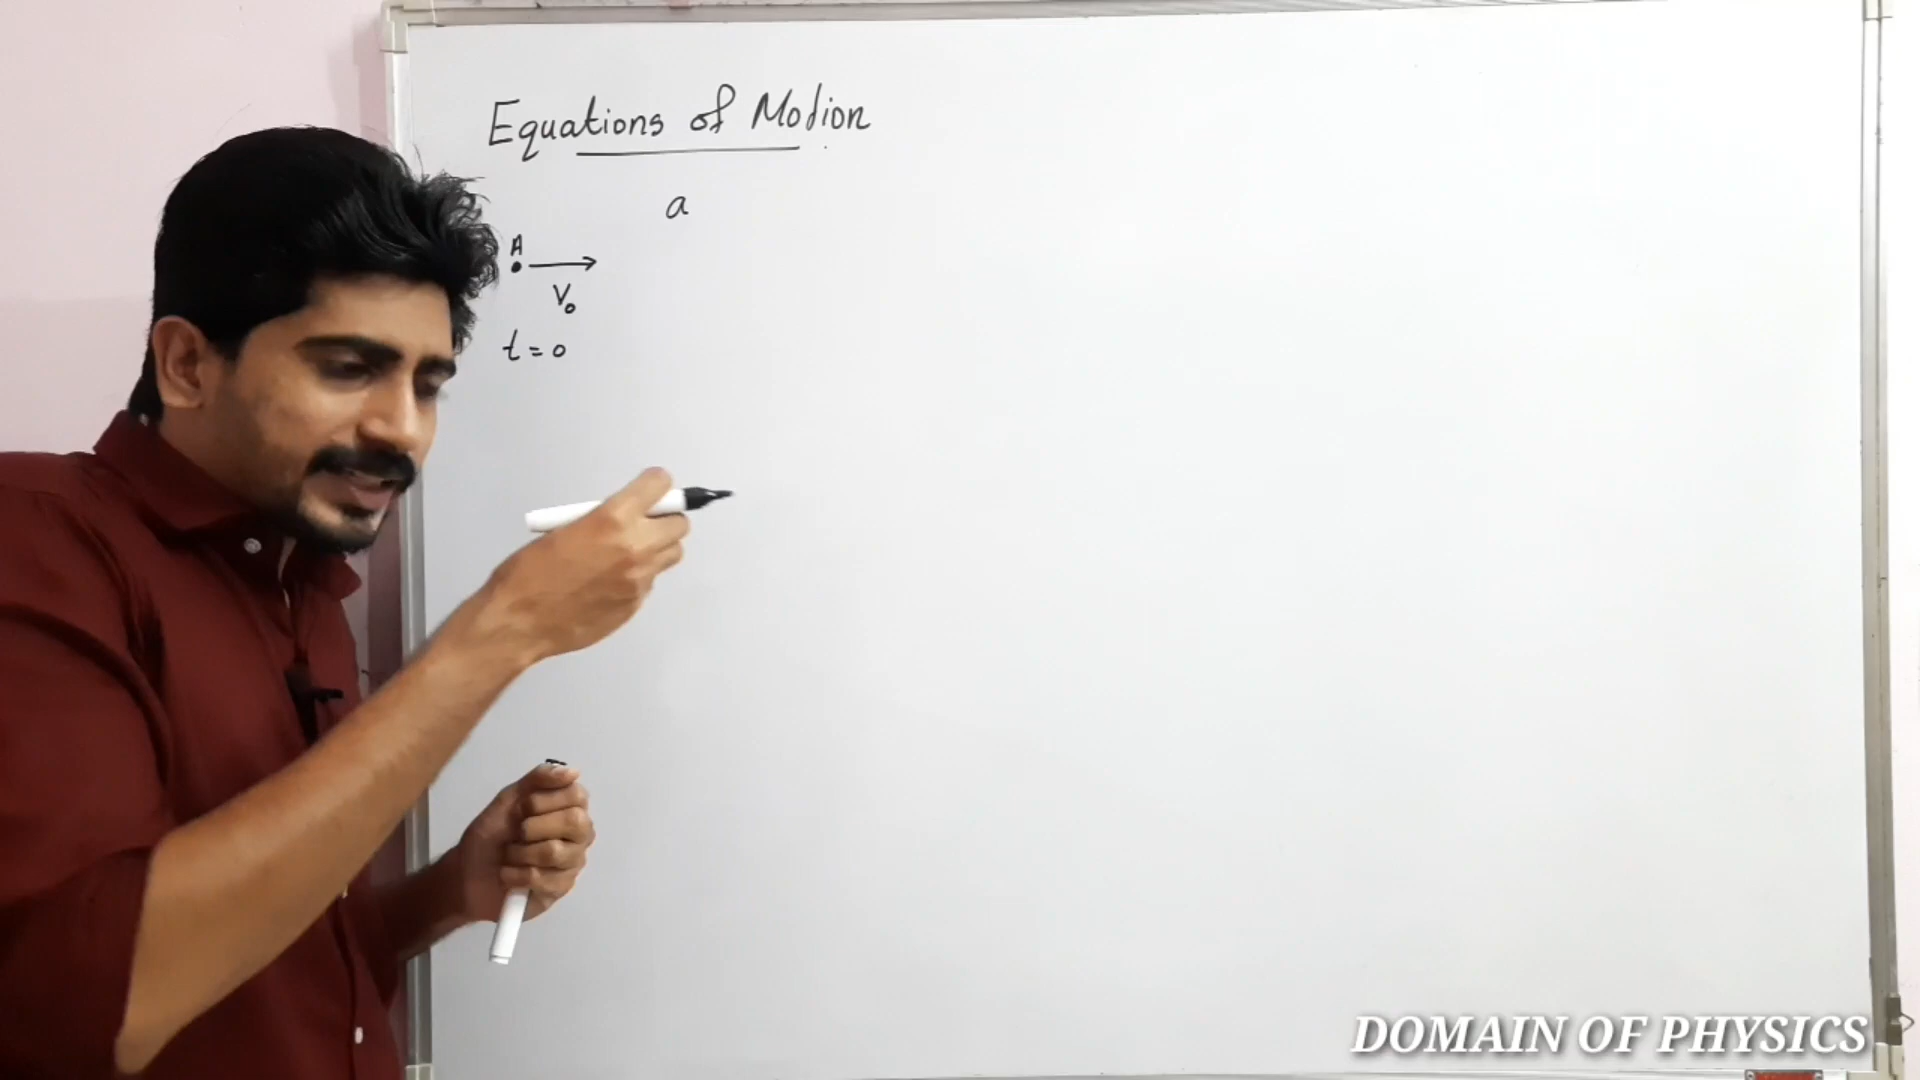 Equations of Motion
a
A
V₀
t = 0
DOMAIN OF PHYSICS